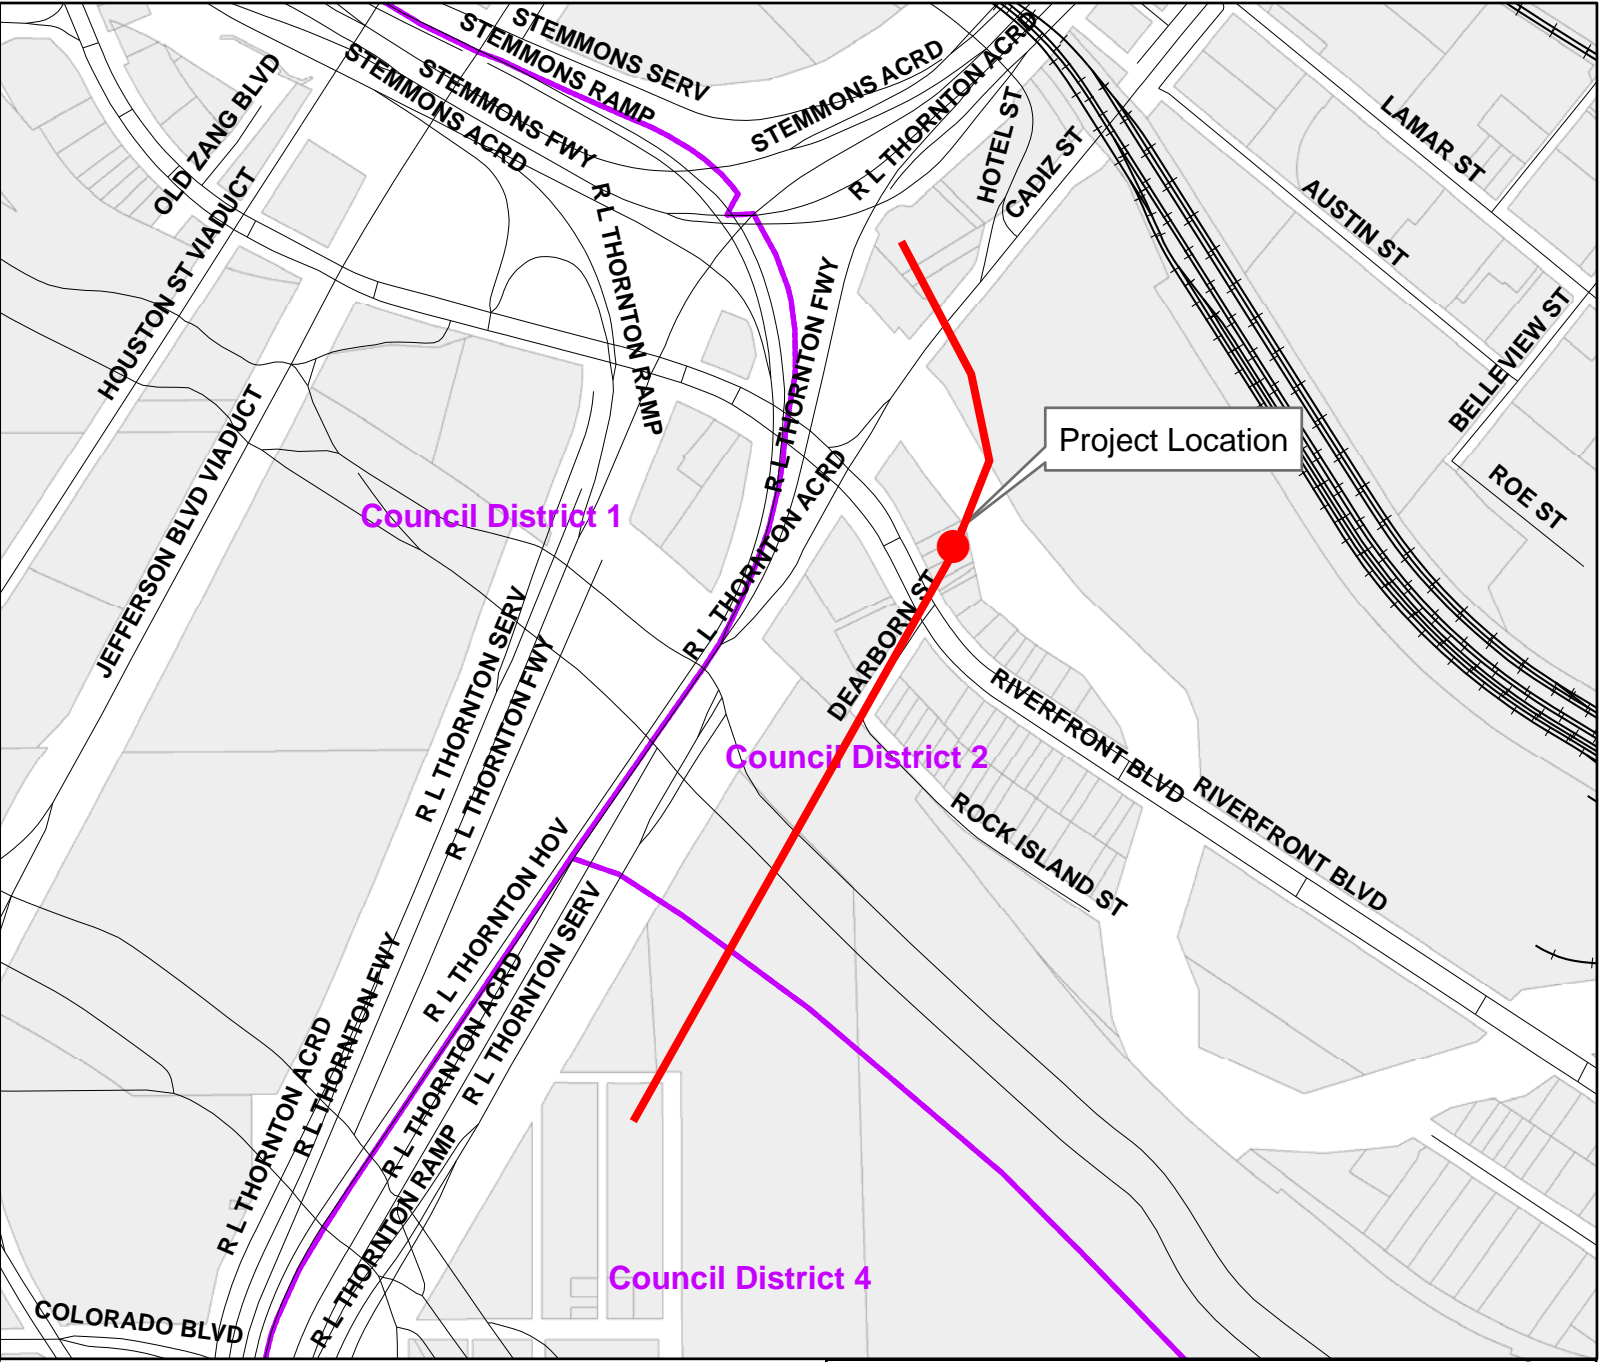 STEMMONS SERV
STEMMONS RAMP
STEMMONS FWY
STEMMONS ACRD
STEMMONS ACRD
R L THORNTON ACRD
OLD ZANG BLVD
HOUSTON ST VIADUCT
R L THORNTON RAMP
HOTEL ST
CADIZ ST
LAMAR ST
AUSTIN ST
BELLEVIEW ST
ROE ST
R L THORNTON FWY
JEFFERSON BLVD VIADUCT
Project Location
Council District 1
R L THORNTON ACRD
R L THORNTON SERV
R L THORNTON FWY
DEARBORN ST
Council District 2
RIVERFRONT BLVD
RIVERFRONT BLVD
ROCK ISLAND ST
R L THORNTON HOV
R L THORNTON SERV
R L THORNTON ACRD
R L THORNTON FWY
R L THORNTON ACRD
R L THORNTON RAMP
Council District 4
COLORADO BLVD